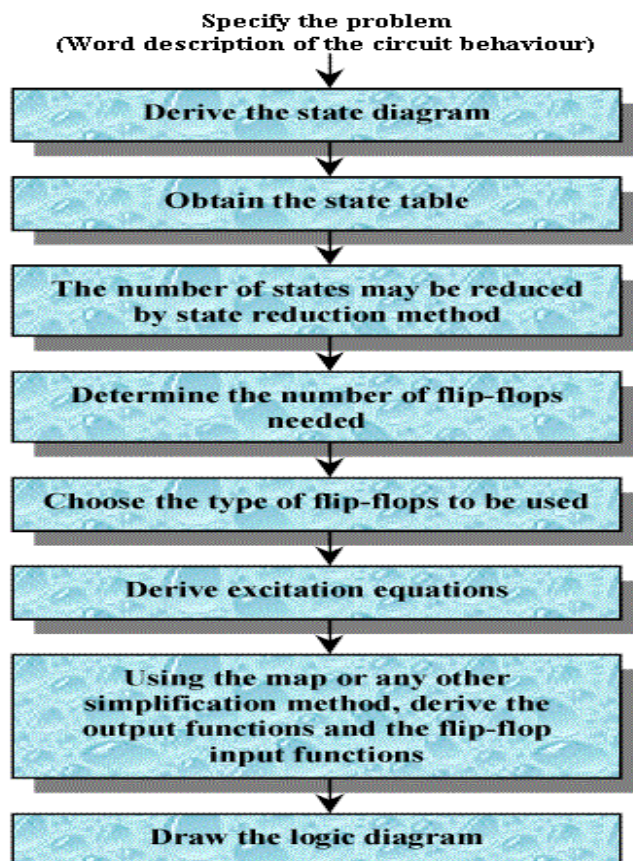 Specify the problem
(Word description of the circuit behaviour)
Derive the state diagram
Obtain the state table
The number of states may be reduced
by state reduction method
Determine the number of flip-flops
needed
Choose the type of flip-flops to be used
Derive excitation equations
Using the map or any other
simplification method, derive the
output functions and the flip-flop
input functions
Draw the logic diagram